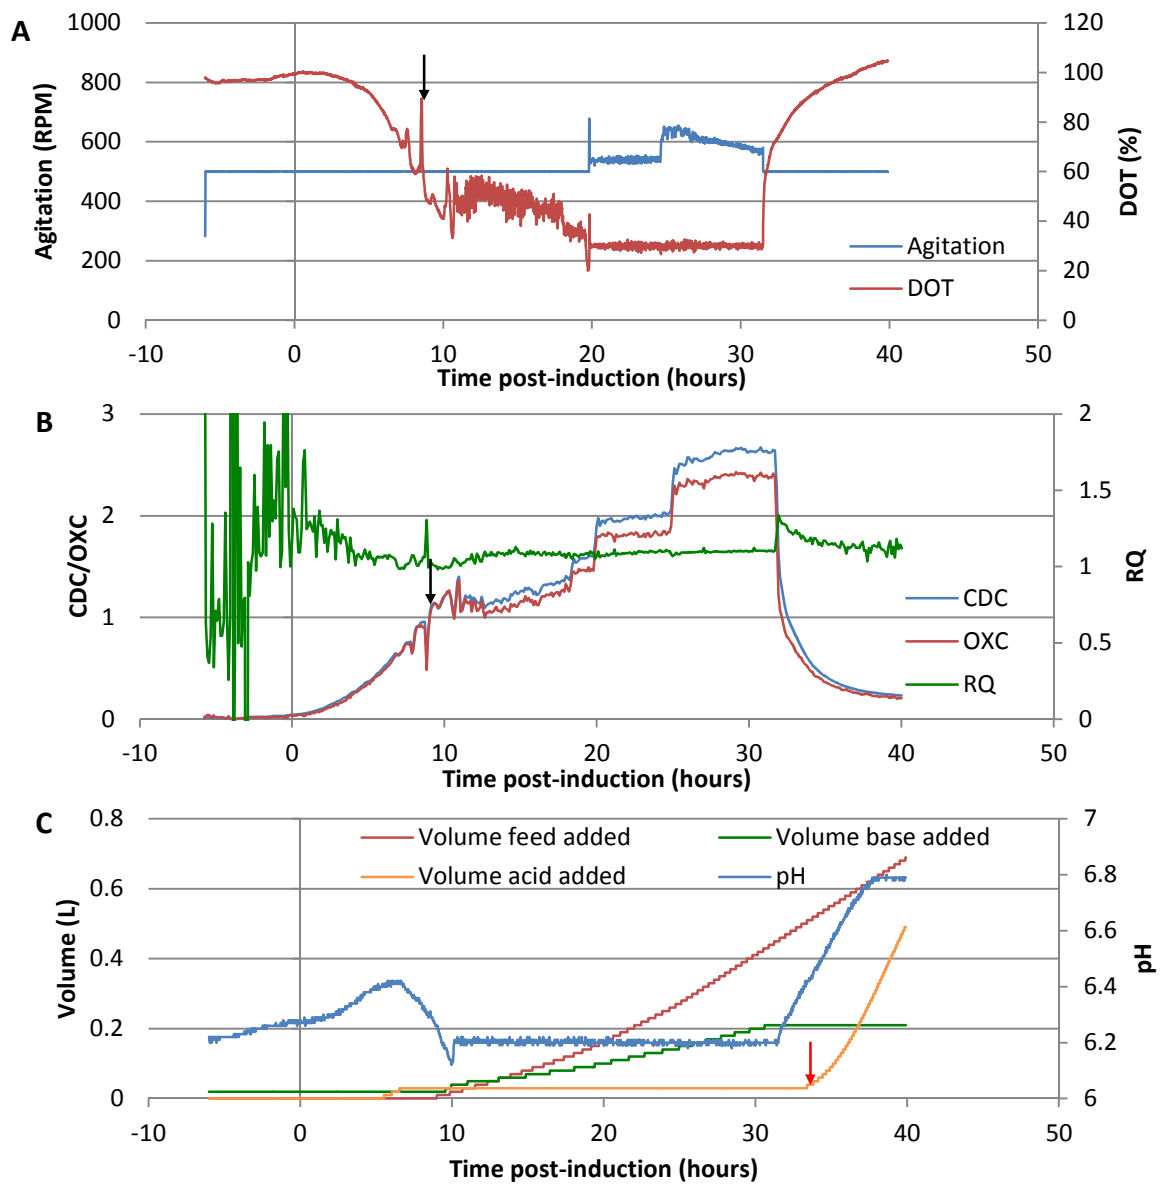 A
Agitation (RPM)
1000
800
600
400
200
0
120
100
80
60
40
20
0
DOT (%)
Agitation
DOT
-10 0 10 20 30 40 50
Time post-induction (hours)
B
CDC/OXC
3
2
1
0
2
1.5
1
0.5
0
RQ
CDC
OXC
RQ
-10 0 10 20 30 40 50
Time post-induction (hours)
C
Volume (L)
0.8
0.6
0.4
0.2
0
7
6.8
6.6
6.4
6.2
6
pH
Volume feed added Volume base added
Volume acid added pH
-10 0 10 20 30 40 50
Time post-induction (hours)